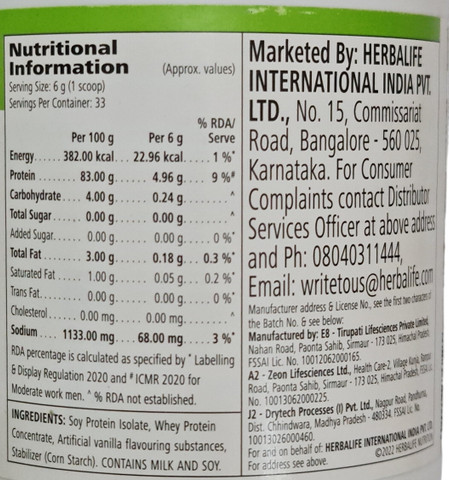 Nutritional
Information (Approx. values)
Serving Size: 6 g (1 scoop)
Servings Per Container: 33
% RDA/
Per 100 g Per 6 g Serve
Energy...... 382.00 kcal... 22.96 kcal..... 1 %*
Protein ........... 83.00 g....... 4.96 g.... 9 %#
Carbohydrate .... 4.00 g....... 0.24 g........... ^
Total Sugar........ 0.00 g....... 0.00 g........... ^
Added Sugar....... 0.00 g....... 0.00 g..... 0 %*
Total Fat ............ 3.00 g....... 0.18 g... 0.3 %*
Saturated Fat ..... 1.00 g....... 0.05 g... 0.2 %*
Trans Fat............ 0.00 g....... 0.00 g..... 0 %*
Cholesterol ..... 0.00 mg..... 0.00 mg........... ^
Sodium ..... 1133.00 mg... 68.00 mg..... 3 %*
RDA percentage is calculated as specified by * Labelling
& Display Regulation 2020 and # ICMR 2020 for
Moderate work men. ^ % RDA not established.
INGREDIENTS: Soy Protein Isolate, Whey Protein
Concentrate, Artificial vanilla flavouring substances,
Stabilizer (Corn Starch). CONTAINS MILK AND SOY.
Marketed By: HERBALIFE
INTERNATIONAL INDIA PVT.
LTD., No. 15, Commissariat
Road, Bangalore - 560 025,
Karnataka. For Consumer
Complaints contact Distributor
Services Officer at above address
and Ph: 08040311444,
Email: writetous@herbalife.com
Manufacturer address & License No., see the first two characters of
the Batch No. & see below:
Manufactured by: E8 - Tirupati Lifesciences Private Limited,
Nahan Road, Paonta Sahib, Sirmaur - 173 025, Himachal Pradesh.
FSSAI Lic. No. 10012062000165.
A2 - Zeon Lifesciences Ltd., Health Care-2, Village Kunja, Rampur
Road, Paonta Sahib, Sirmaur - 173 025, Himachal Pradesh. FSSAI Lic.
No. 10013062000225.
J2 - Drytech Processes (I) Pvt. Ltd., Nagpur Road, Pandhurna,
Dist. Chhindwara, Madhya Pradesh - 480334. FSSAI Lic. No.
10013026000460.
For and on behalf of: HERBALIFE INTERNATIONAL INDIA PVT. LTD.
For address see above. ©2022 HERBALIFE NUTRITION